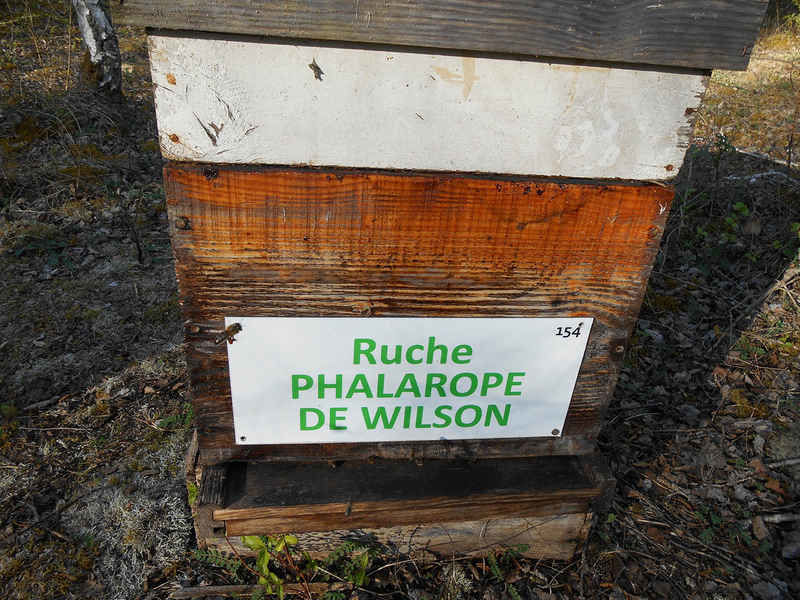 154
Ruche
PHALAROPE
DE WILSON